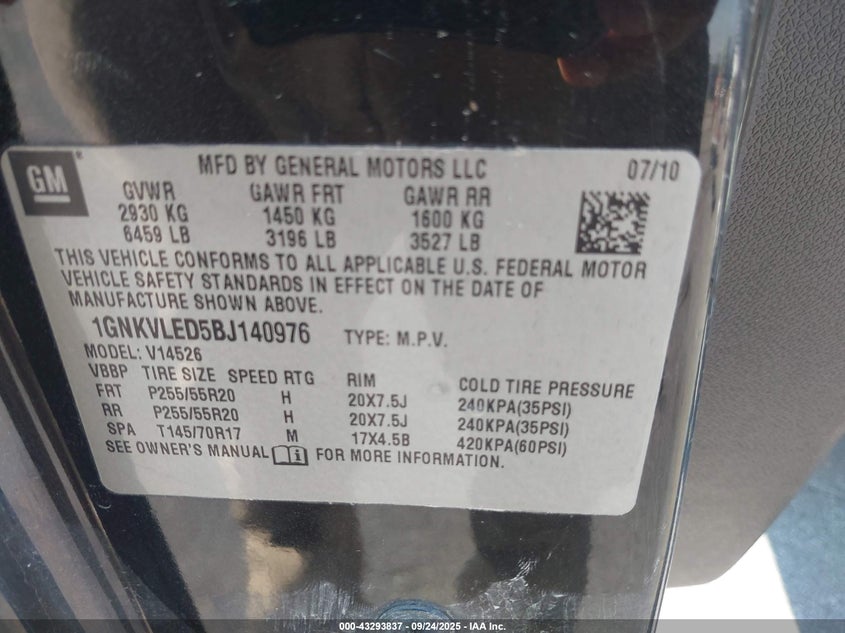 GM ®
MFD BY GENERAL MOTORS LLC 07/10
GVWR GAWR FRT GAWR RR
2930 KG 1450 KG 1600 KG
6459 LB 3196 LB 3527 LB
THIS VEHICLE CONFORMS TO ALL APPLICABLE U.S. FEDERAL MOTOR
VEHICLE SAFETY STANDARDS IN EFFECT ON THE DATE OF
MANUFACTURE SHOWN ABOVE.
1GNKVLED5BJ140976 TYPE: M.P.V.
MODEL: V14526
VBBP TIRE SIZE SPEED RTG RIM COLD TIRE PRESSURE
FRT P255/55R20 H 20X7.5J 240KPA(35PSI)
RR P255/55R20 H 20X7.5J 240KPA(35PSI)
SPA T145/70R17 M 17X4.5B 420KPA(60PSI)
SEE OWNER'S MANUAL i FOR MORE INFORMATION.
000-43293837 - 09/24/2025 - IAA Inc.